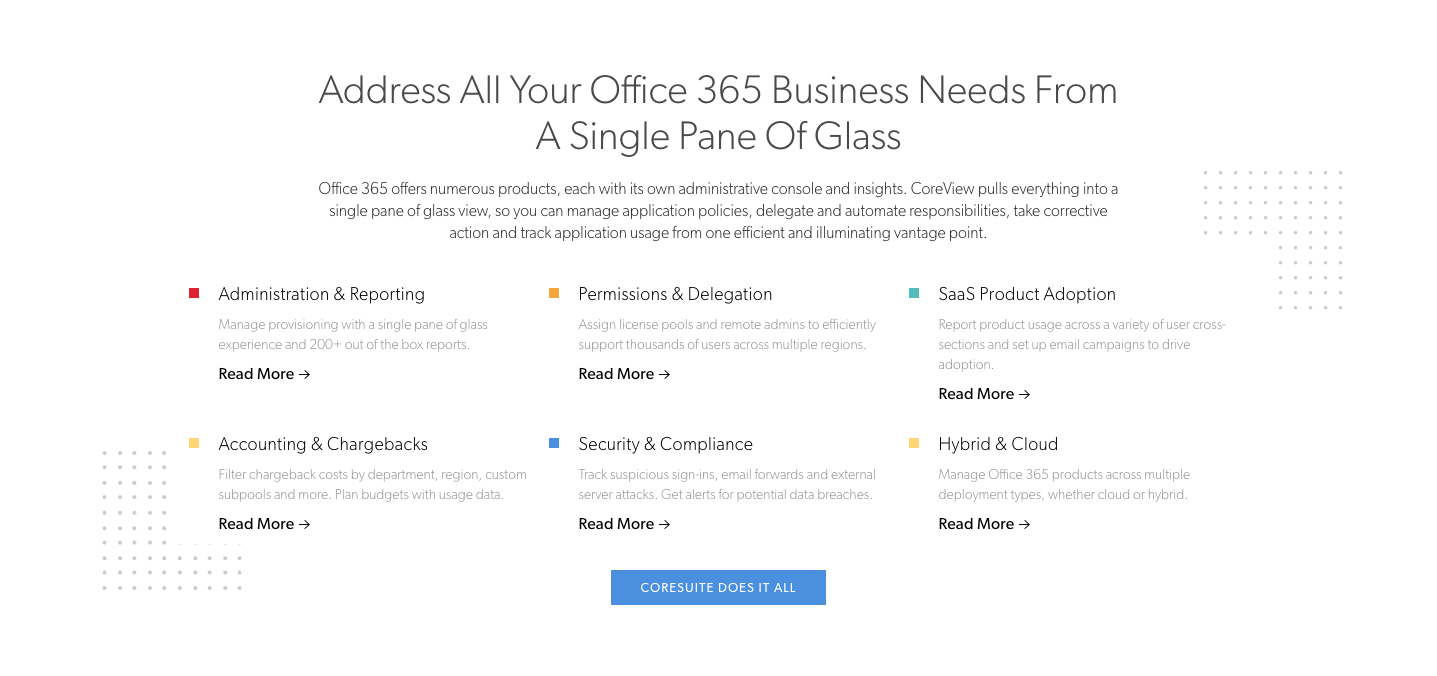 Address All Your Office 365 Business Needs From
A Single Pane Of Glass
Office 365 offers numerous products, each with its own administrative console and insights. CoreView pulls everything into a
single pane of glass view, so you can manage application policies, delegate and automate responsibilities, take corrective
action and track application usage from one efficient and illuminating vantage point.
Administration & Reporting
Manage provisioning with a single pane of glass
experience and 200+ out of the box reports.
Read More →
Permissions & Delegation
Assign license pools and remote admins to efficiently
support thousands of users across multiple regions.
Read More →
SaaS Product Adoption
Report product usage across a variety of user cross-
sections and set up email campaigns to drive
adoption.
Read More →
Accounting & Chargebacks
Filter chargeback costs by department, region, custom
subpools and more. Plan budgets with usage data.
Read More →
Security & Compliance
Track suspicious sign-ins, email forwards and external
server attacks. Get alerts for potential data breaches.
Read More →
Hybrid & Cloud
Manage Office 365 products across multiple
deployment types, whether cloud or hybrid.
Read More →
CORESUITE DOES IT ALL